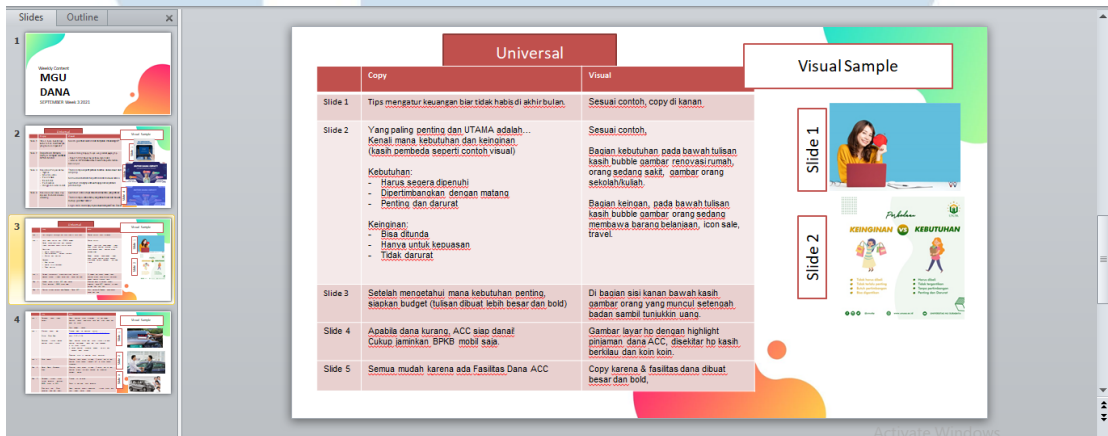 Slides
Outline
1
Weekly Content
MGU
DANA
SEPTEMBER Week 3 2021
2
3
4
Universal
Visual Sample
Copy
Visual
Slide 1
Tips mengatur keuangan biar tidak habis di akhir bulan.
Sesuai contoh, copy di kanan
Slide 2
Yang paling penting dan UTAMA adalah...
Kenali mana kebutuhan dan keinginan
(kasih pembeda seperti contoh visual)
Kebutuhan:
- Harus segera dipenuhi
- Dipertimbangkan dengan matang
- Penting dan darurat
Keinginan:
- Bisa ditunda
- Hanya untuk kepuasan
- Tidak darurat
Sesuai contoh,
Bagian kebutuhan pada bawah tulisan
kasih bubble gambar renovasi rumah,
orang sedang sakit, gambar orang
sekolah/kuliah.
Bagian keingan, pada bawah tulisan
kasih bubble gambar orang sedang
membawa barang belanjaan, icon sale,
travel.
Slide 3
Setelah mengetahui mana kebutuhan penting,
siapkan budget (tulisan dibuat lebih besar dan bold)
Di bagian sisi kanan bawah kasih
gambar orang yang muncul setengah
badan sambil tunjukkin uang.
Slide 4
Apabila dana kurang, ACC siap danai!
Cukup jaminkan BPKB mobil saja.
Gambar layar hp dengan highlight
pinjaman dana ACC, disekitar hp kasih
berkilau dan koin koin.
Slide 5
Semua mudah karena ada Fasilitas Dana ACC
Copy karena & fasilitas dana dibuat
besar dan bold,
Slide 1
Slide 2
Perbedaan
KEINGINAN VS KEBUTUHAN
Activate Windows